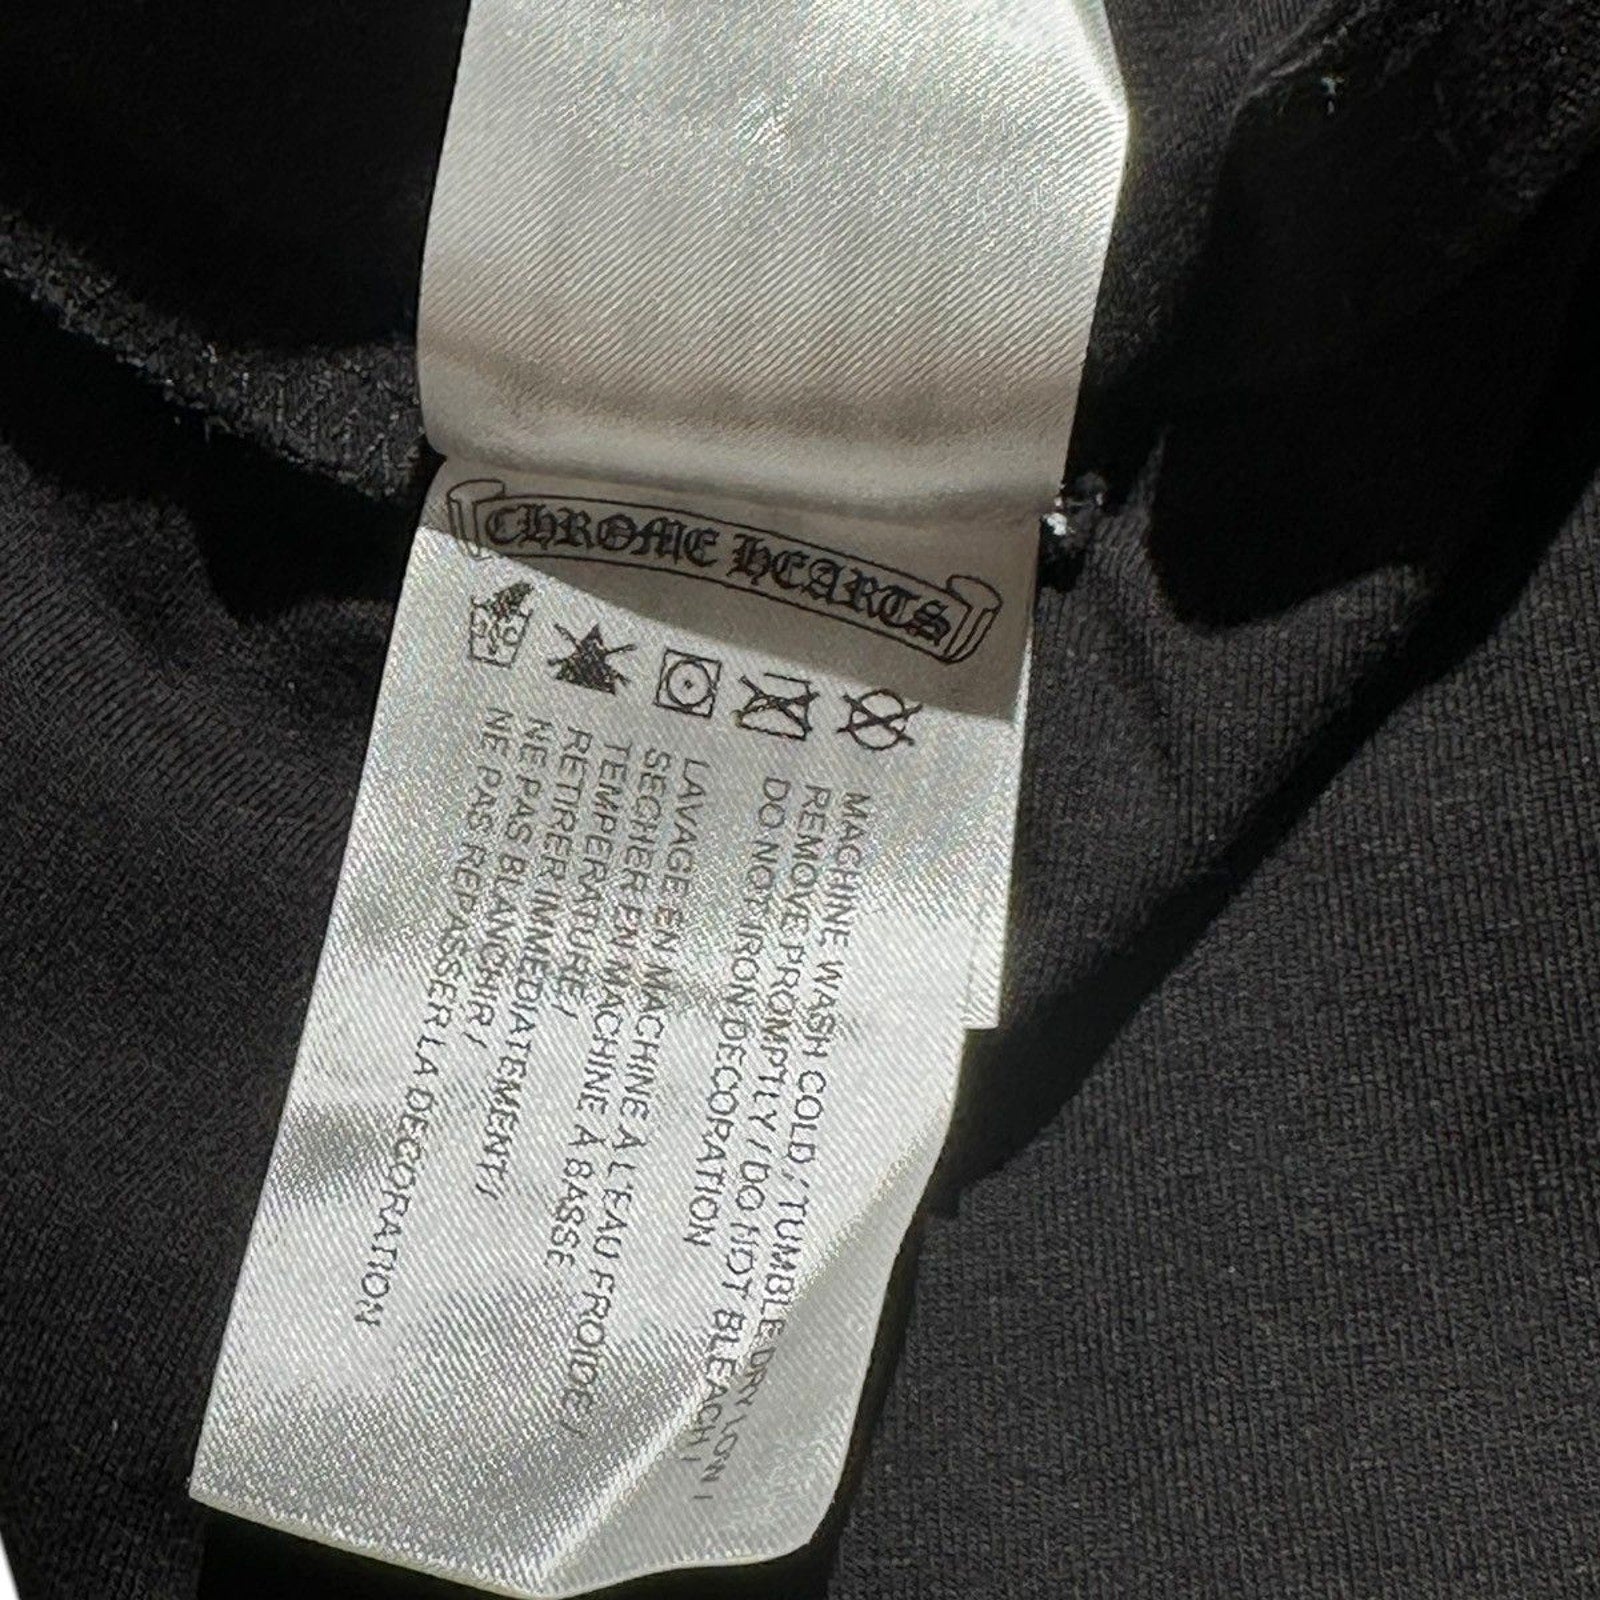 CHROME HEARTS
MACHINE WASH COLD / TUMBLE DRY LOW /
REMOVE PROMPTLY / DO NOT BLEACH /
DO NOT IRON DECORATION
LAVAGE EN MACHINE À L'EAU FROIDE /
SECHER EN MACHINE À BASSE
TEMPERATURE /
RETIRER IMMEDIATEMENT /
NE PAS BLANCHIR /
NE PAS REPASSER LA DECORATION